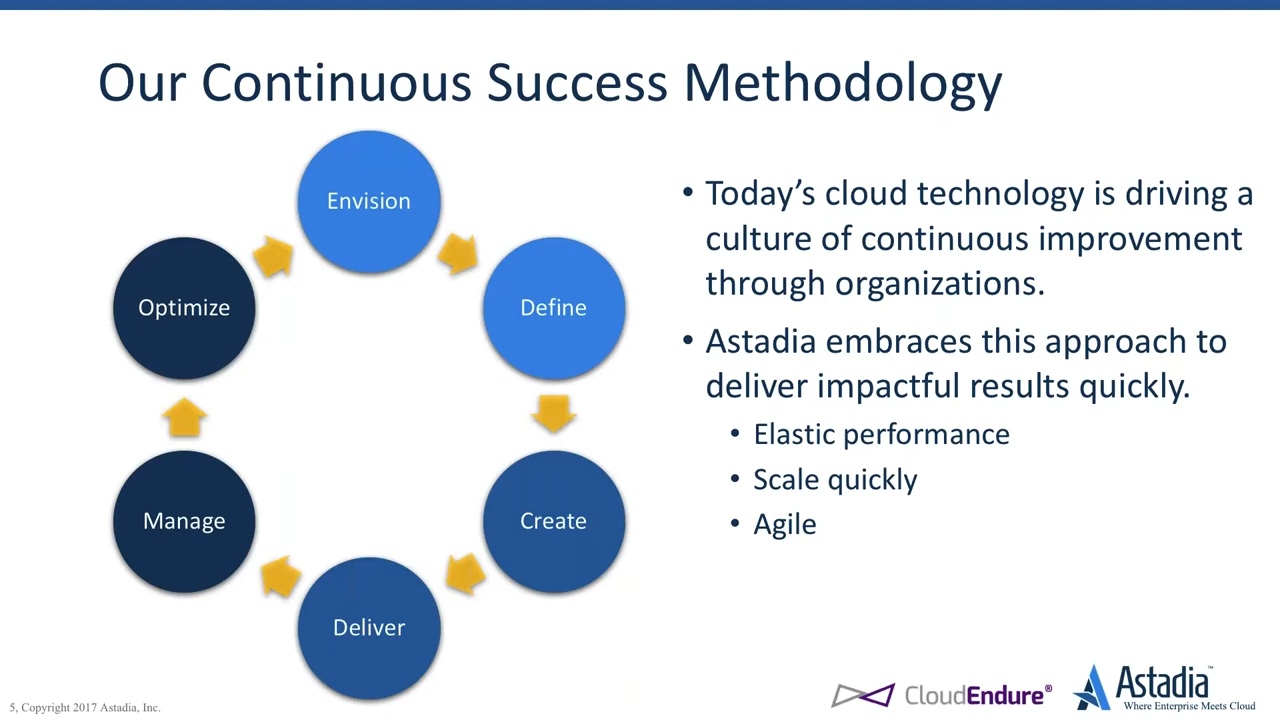 Our Continuous Success Methodology
Envision
Define
Create
Deliver
Manage
Optimize
• Today’s cloud technology is driving a
culture of continuous improvement
through organizations.
• Astadia embraces this approach to
deliver impactful results quickly.
• Elastic performance
• Scale quickly
• Agile
5, Copyright 2017 Astadia, Inc.
CloudEndure®
Astadia™
Where Enterprise Meets Cloud